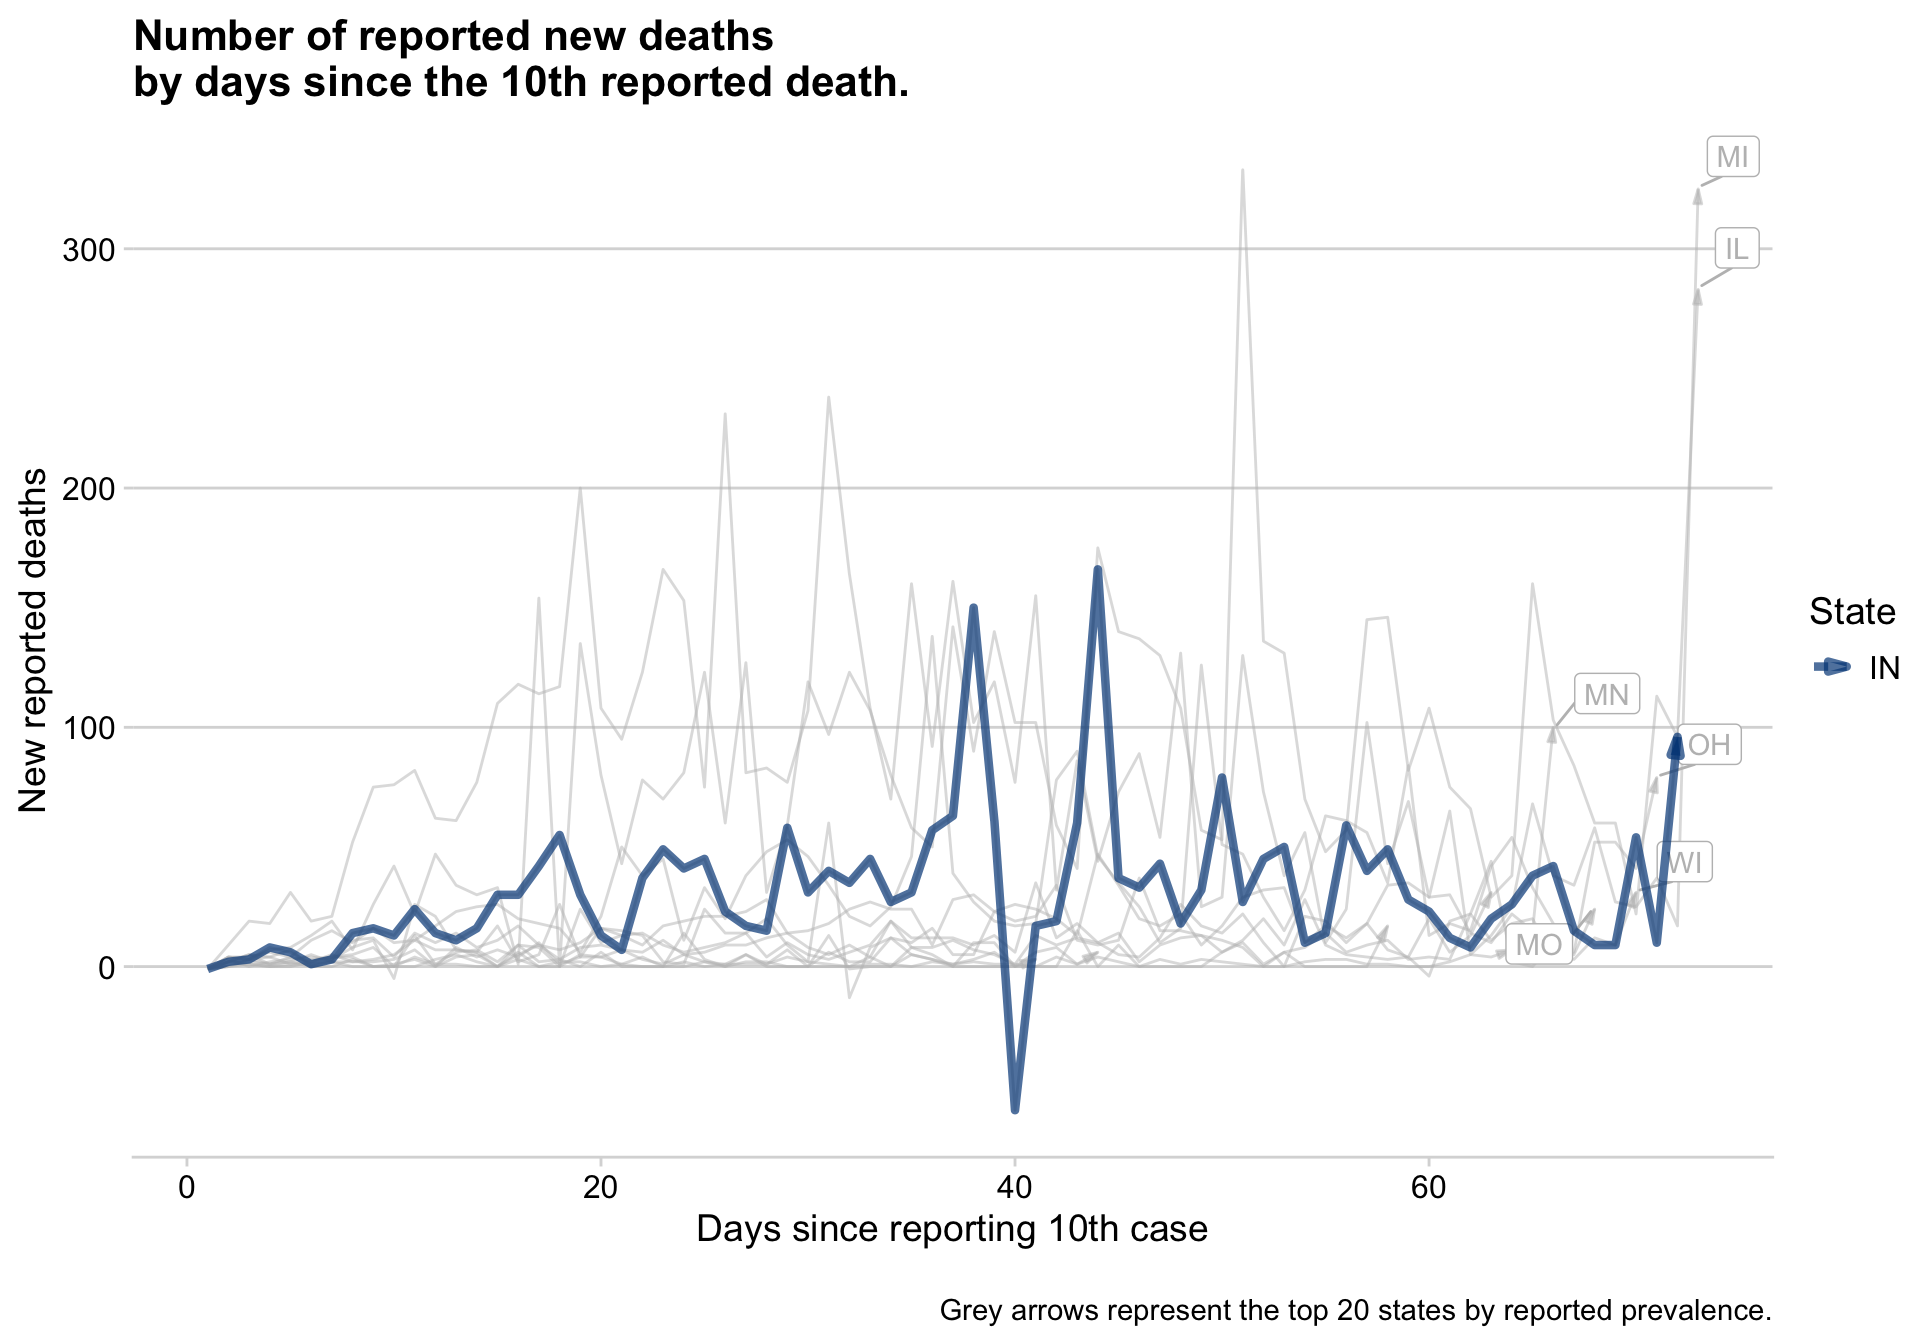 Number of reported new deaths
by days since the 10th reported death.
MI
IL
300
200
MN
100
OH
WI
MO
0
New reported deaths
State
IN
0
20
40
60
Days since reporting 10th case
Grey arrows represent the top 20 states by reported prevalence.